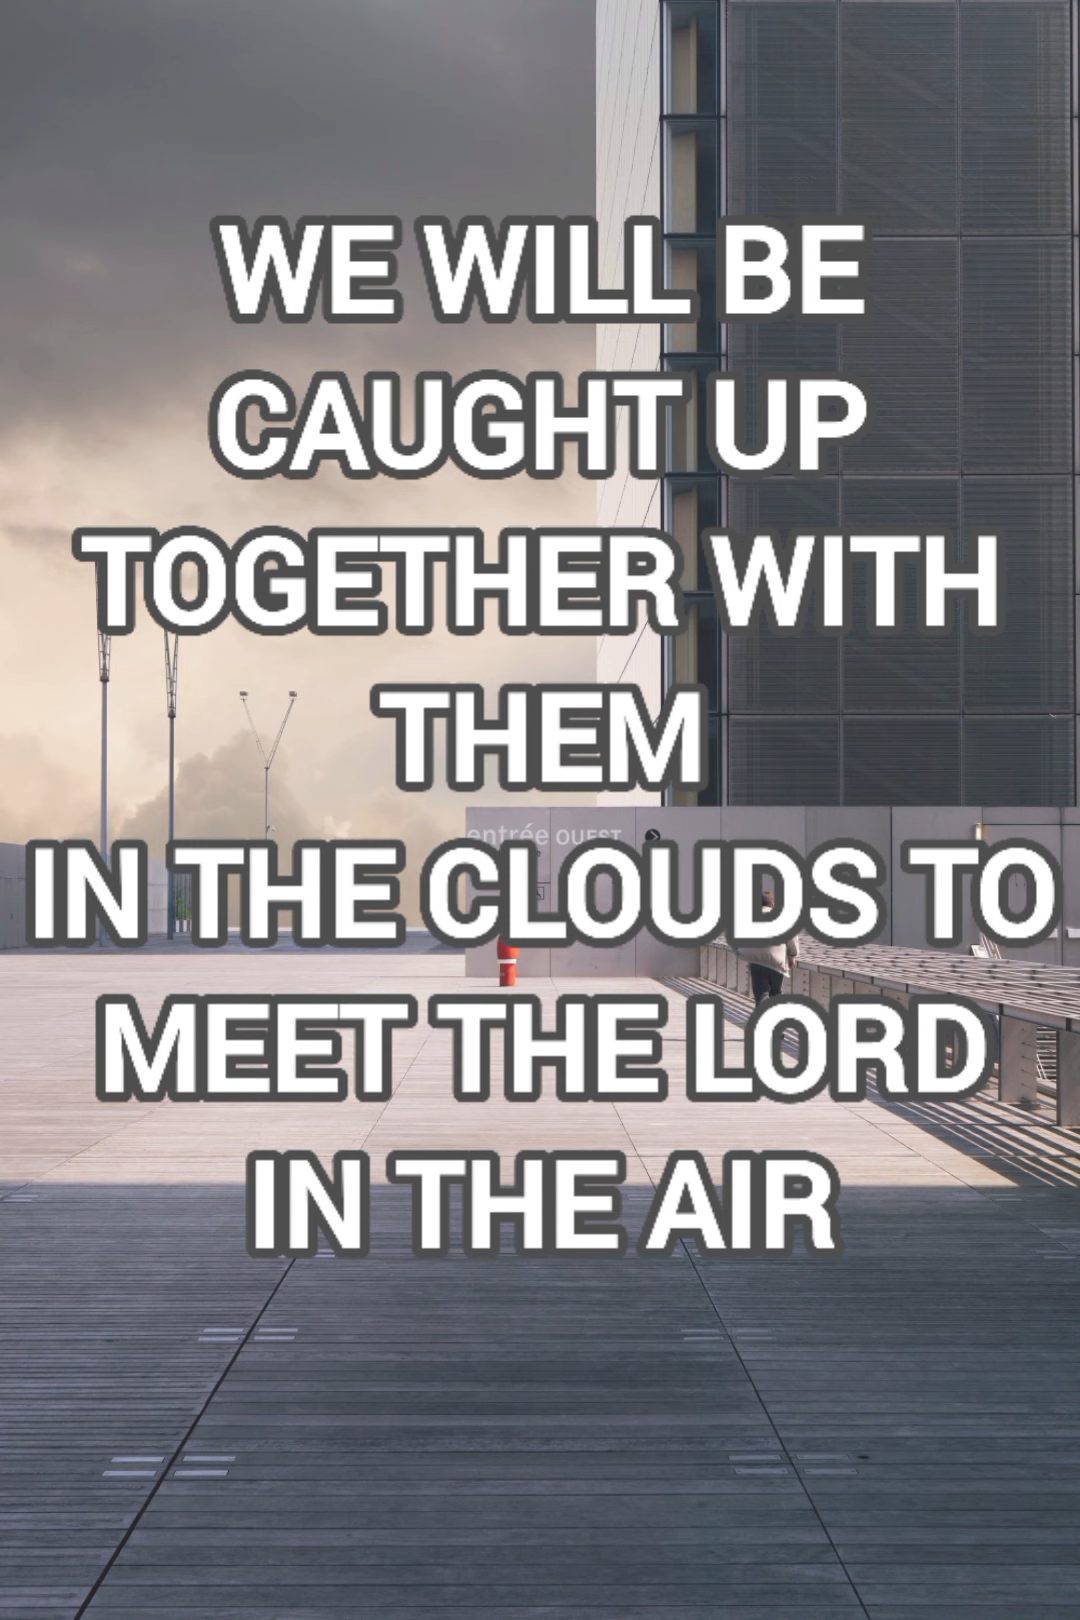 WE WILL BE
CAUGHT UP
TOGETHER WITH
THEM
entrée OUEST
IN THE CLOUDS TO
MEET THE LORD
IN THE AIR